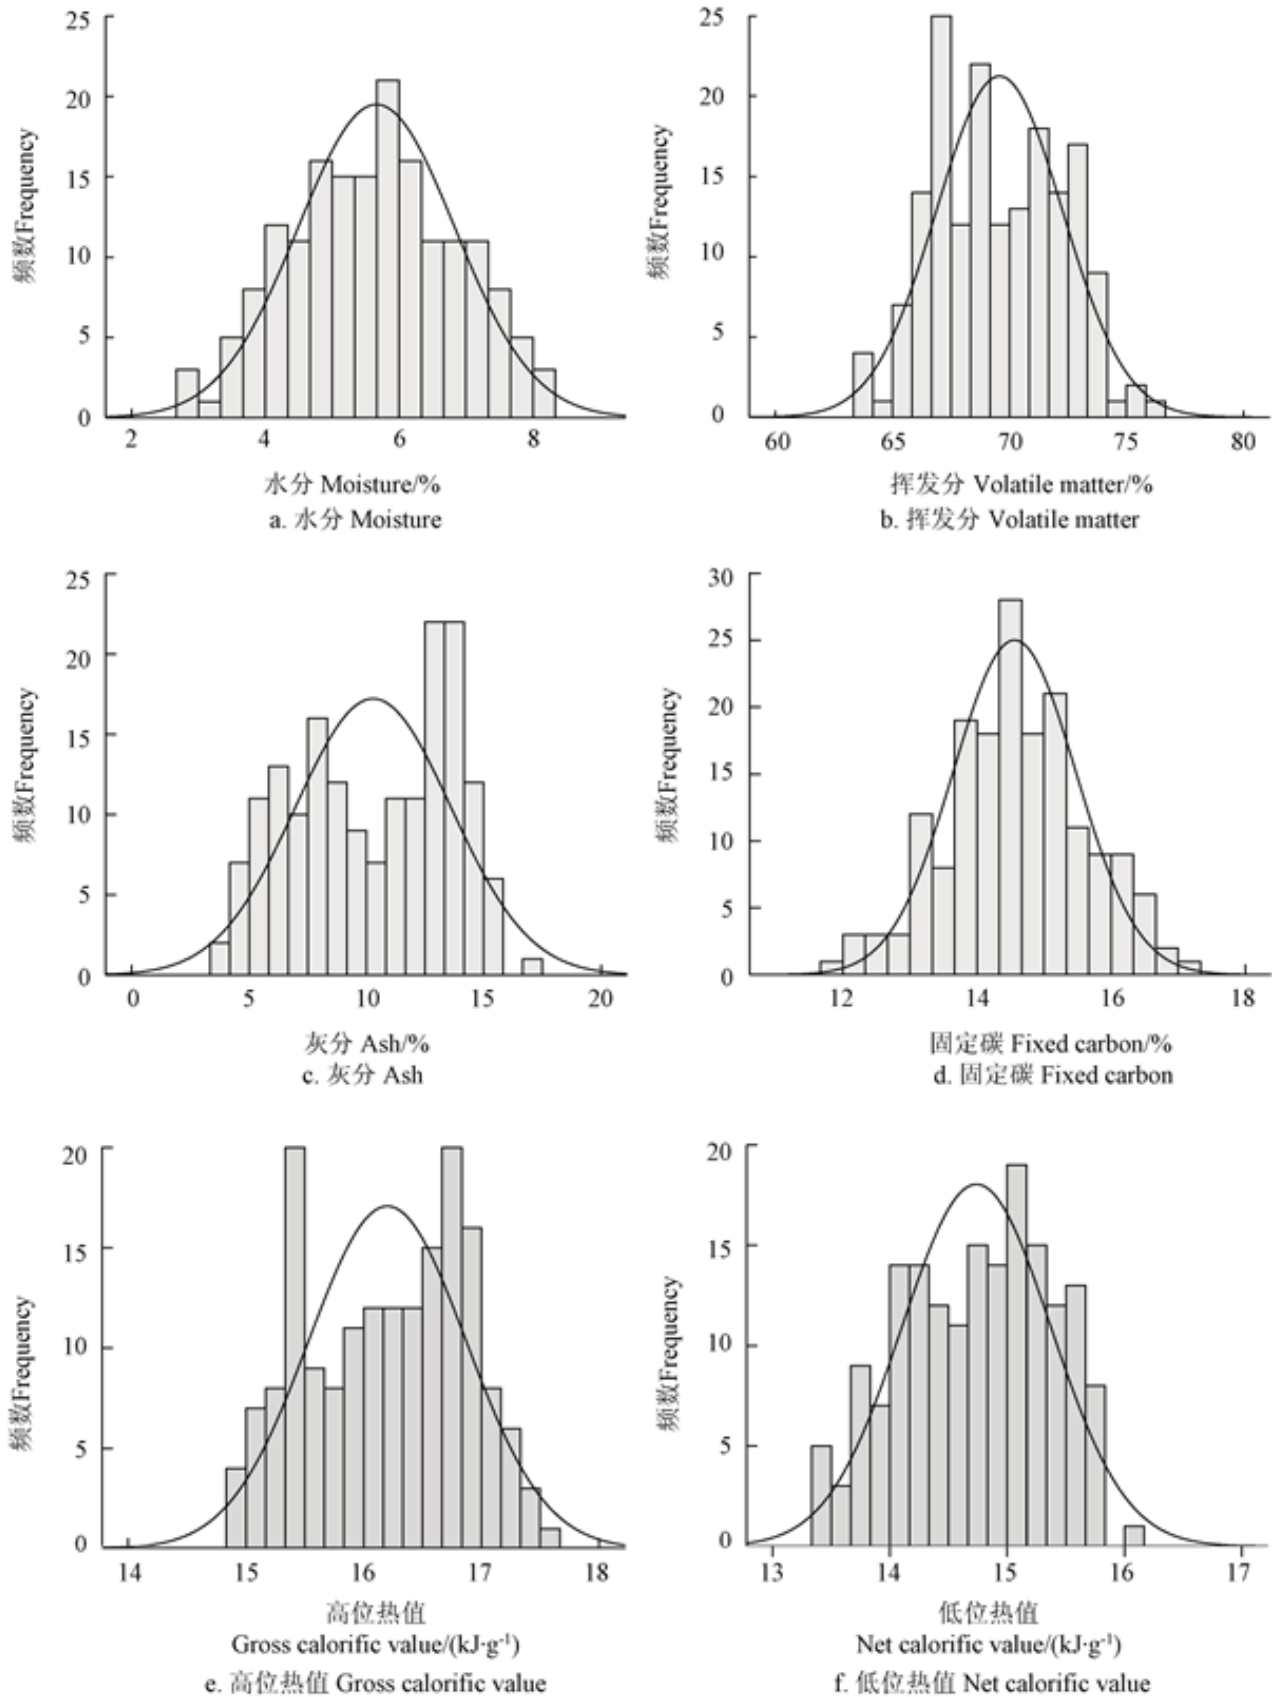 25
20
15
10
5
0
频数Frequency
2 4 6 8
水分 Moisture/%
a. 水分 Moisture
25
20
15
10
5
0
频数Frequency
60 65 70 75 80
挥发分 Volatile matter/%
b. 挥发分 Volatile matter
25
20
15
10
5
0
频数Frequency
0 5 10 15 20
灰分 Ash/%
c. 灰分 Ash
30
25
20
15
10
5
0
频数Frequency
12 14 16 18
固定碳 Fixed carbon/%
d. 固定碳 Fixed carbon
20
15
10
5
0
频数Frequency
14 15 16 17 18
高位热值
Gross calorific value/(kJ·g⁻¹)
e. 高位热值 Gross calorific value
20
15
10
5
0
频数Frequency
13 14 15 16 17
低位热值
Net calorific value/(kJ·g⁻¹)
f. 低位热值 Net calorific value